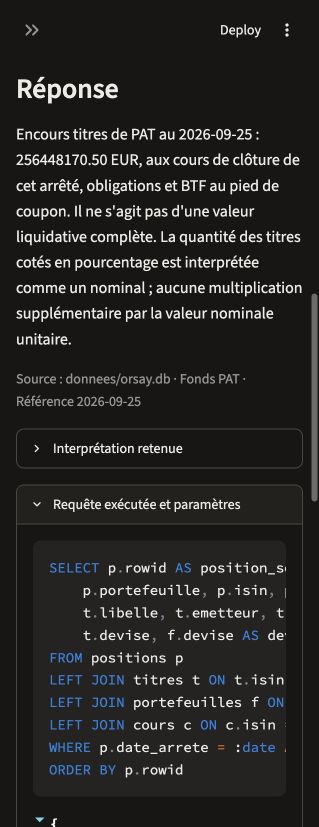 Deploy
Réponse
Encours titres de PAT au 2026-09-25 :
256448170.50 EUR, aux cours de clôture de
cet arrêté, obligations et BTF au pied de
coupon. Il ne s'agit pas d'une valeur
liquidative complète. La quantité des titres
cotés en pourcentage est interprétée
comme un nominal ; aucune multiplication
supplémentaire par la valeur nominale
unitaire.
Source : donnees/orsay.db · Fonds PAT ·
Référence 2026-09-25
Interprétation retenue
Requête exécutée et paramètres
SELECT p.rowid AS
p.portefeuille, p.isin,
t.libelle, t.emetteur,
t.devise, f.devise AS
FROM positions p
LEFT JOIN titres t ON t.isin
LEFT JOIN portefeuilles f ON
LEFT JOIN cours c ON c.isin
WHERE p.date_arrete = :date
ORDER BY p.rowid
{